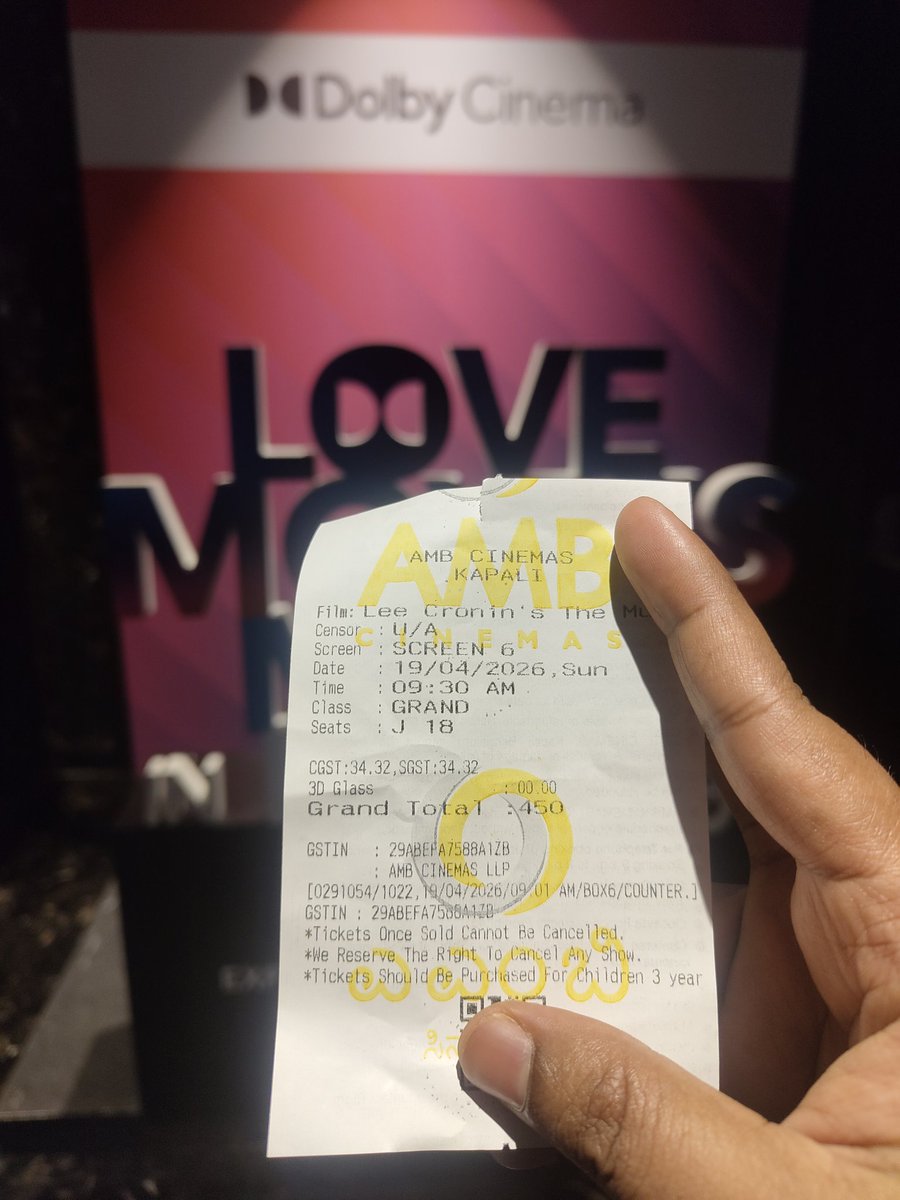 Dolby Cinema
LOVE
AMB
AMB CINEMAS
KAPALI
Film: Lee Cronin's The
CINEMAS
Censor : U/A
Screen : SCREEN 6
Date : 19/04/2026,Sun
Time : 09:30 AM
Class : GRAND
Seats : J 18
CGST:34.32,SGST:34.32
3D Glass : 00.00
Grand Total :450
GSTIN : 29ABEFA7588A1ZB
: AMB CINEMAS LLP
[0291054/1022,19/04/2026/09:01 AM/BOX6/COUNTER.]
GSTIN : 29ABEFA7588A1ZB
*Tickets Once Sold Cannot Be Cancelled.
*We Reserve The Right To Cancel Any Show.
*Tickets Should Be Purchased For Children 3 year